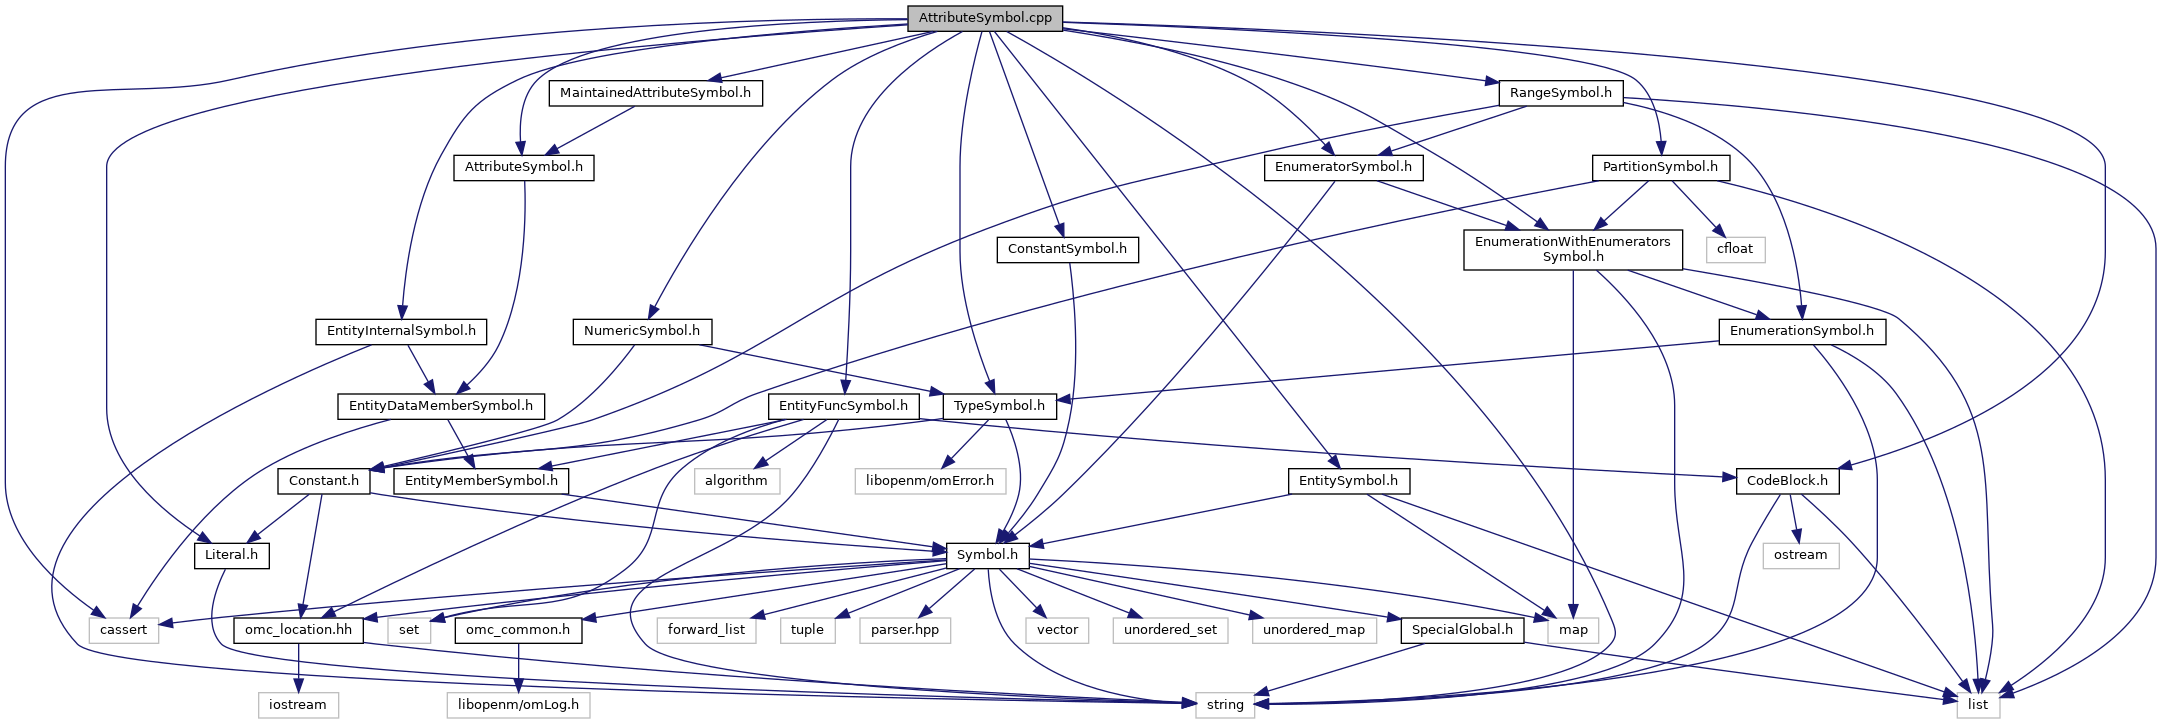 AttributeSymbol.cpp
MaintainedAttributeSymbol.h
RangeSymbol.h
AttributeSymbol.h
EnumeratorSymbol.h
PartitionSymbol.h
ConstantSymbol.h
EnumerationWithEnumerators
Symbol.h
cfloat
EntityInternalSymbol.h
NumericSymbol.h
EnumerationSymbol.h
EntityDataMemberSymbol.h
EntityFuncSymbol.h
TypeSymbol.h
Constant.h
EntityMemberSymbol.h
algorithm
libopenm/omError.h
EntitySymbol.h
CodeBlock.h
Literal.h
Symbol.h
ostream
cassert
omc_location.hh
set
omc_common.h
forward_list
tuple
parser.hpp
vector
unordered_set
unordered_map
SpecialGlobal.h
map
iostream
libopenm/omLog.h
string
list